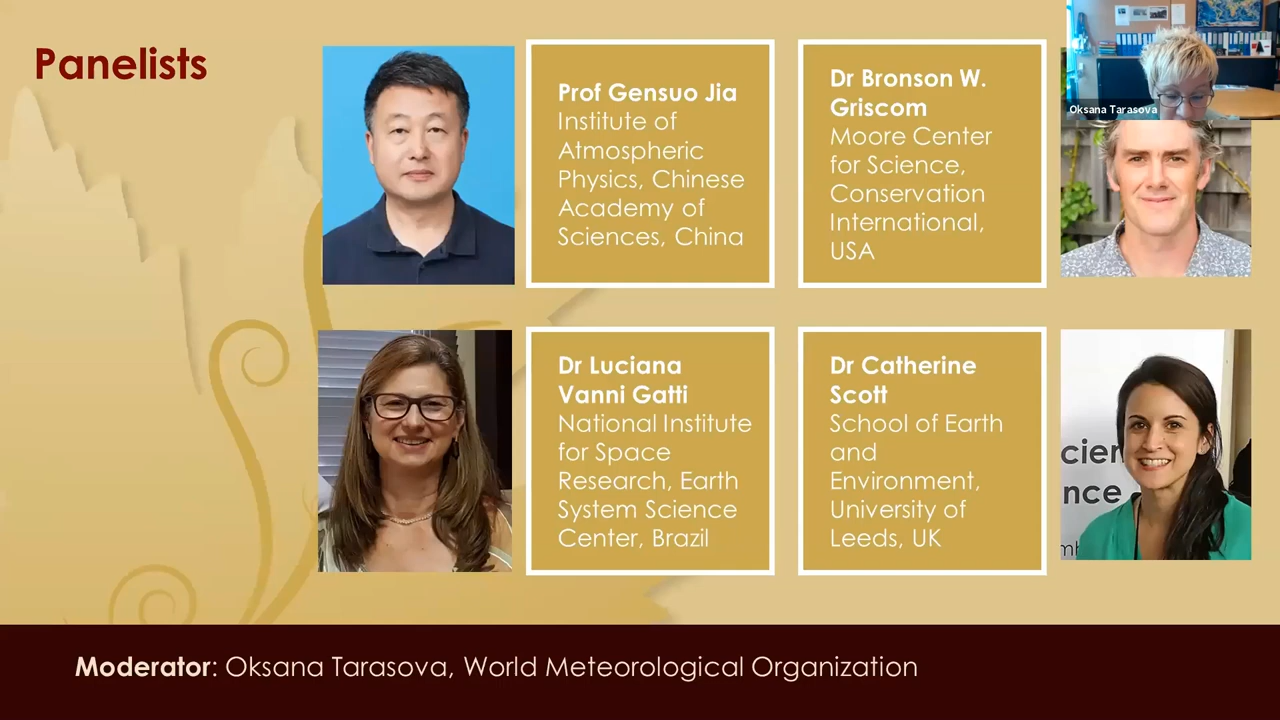 Panelists
Prof Gensuo Jia
Institute of
Atmospheric
Physics, Chinese
Academy of
Sciences, China
Dr Bronson W.
Griscom
Moore Center
for Science,
Conservation
International,
USA
Oksana Tarasova
Dr Luciana
Vanni Gatti
National Institute
for Space
Research, Earth
System Science
Center, Brazil
Dr Catherine
Scott
School of Earth
and
Environment,
University of
Leeds, UK
cien
nce
Moderator: Oksana Tarasova, World Meteorological Organization